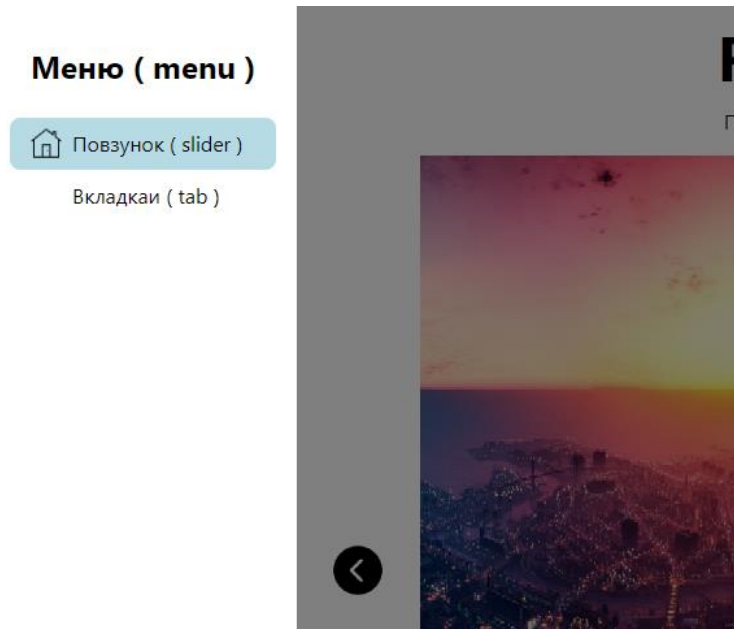 Меню ( menu )
Повзунок ( slider )
Вкладкаи ( tab )